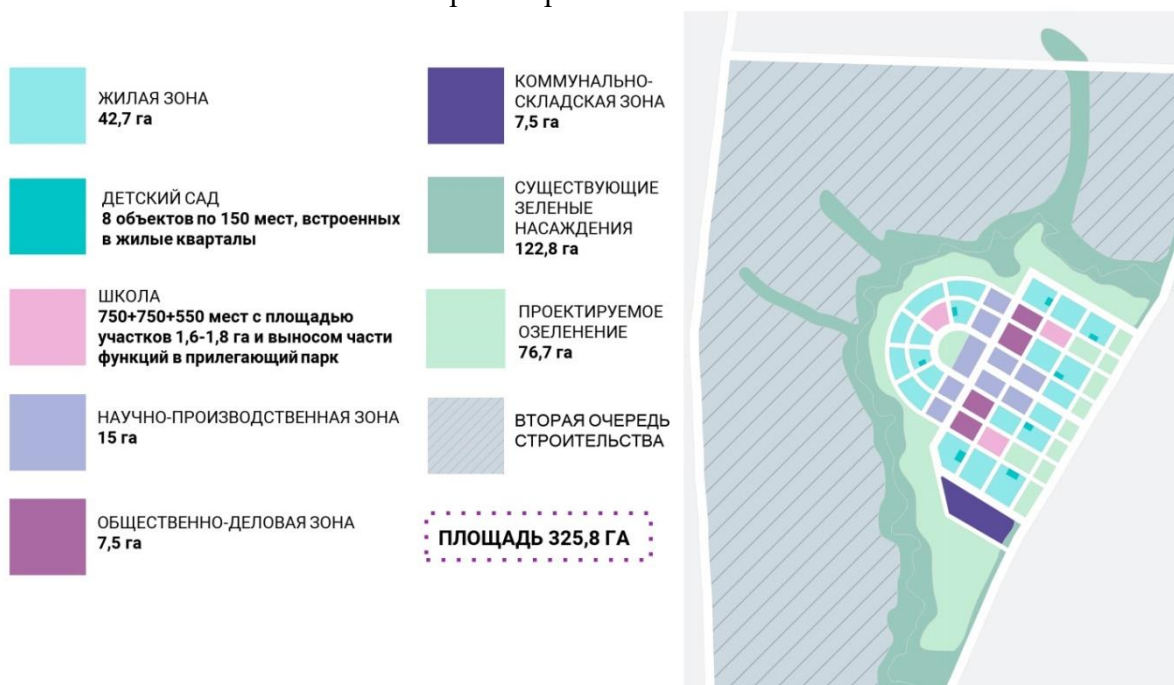 ЖИЛАЯ ЗОНА
42,7 га
ДЕТСКИЙ САД
8 объектов по 150 мест, встроенных
в жилые кварталы
ШКОЛА
750+750+550 мест с площадью
участков 1,6-1,8 га и выносом части
функций в прилегающий парк
НАУЧНО-ПРОИЗВОДСТВЕННАЯ ЗОНА
15 га
ОБЩЕСТВЕННО-ДЕЛОВАЯ ЗОНА
7,5 га
КОММУНАЛЬНО-
СКЛАДСКАЯ ЗОНА
7,5 га
СУЩЕСТВУЮЩИЕ
ЗЕЛЕНЫЕ
НАСАЖДЕНИЯ
122,8 га
ПРОЕКТИРУЕМОЕ
ОЗЕЛЕНЕНИЕ
76,7 га
ВТОРАЯ ОЧЕРЕДЬ
СТРОИТЕЛЬСТВА
ПЛОЩАДЬ 325,8 ГА